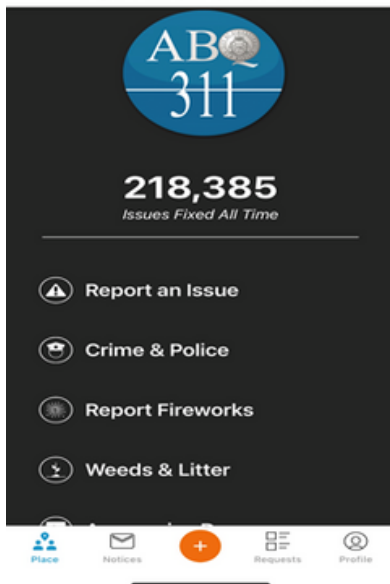 ABQ
311
218,385
Issues Fixed All Time
Report an Issue
Crime & Police
Report Fireworks
Weeds & Litter
Place
Notices
+
Requests
Profile